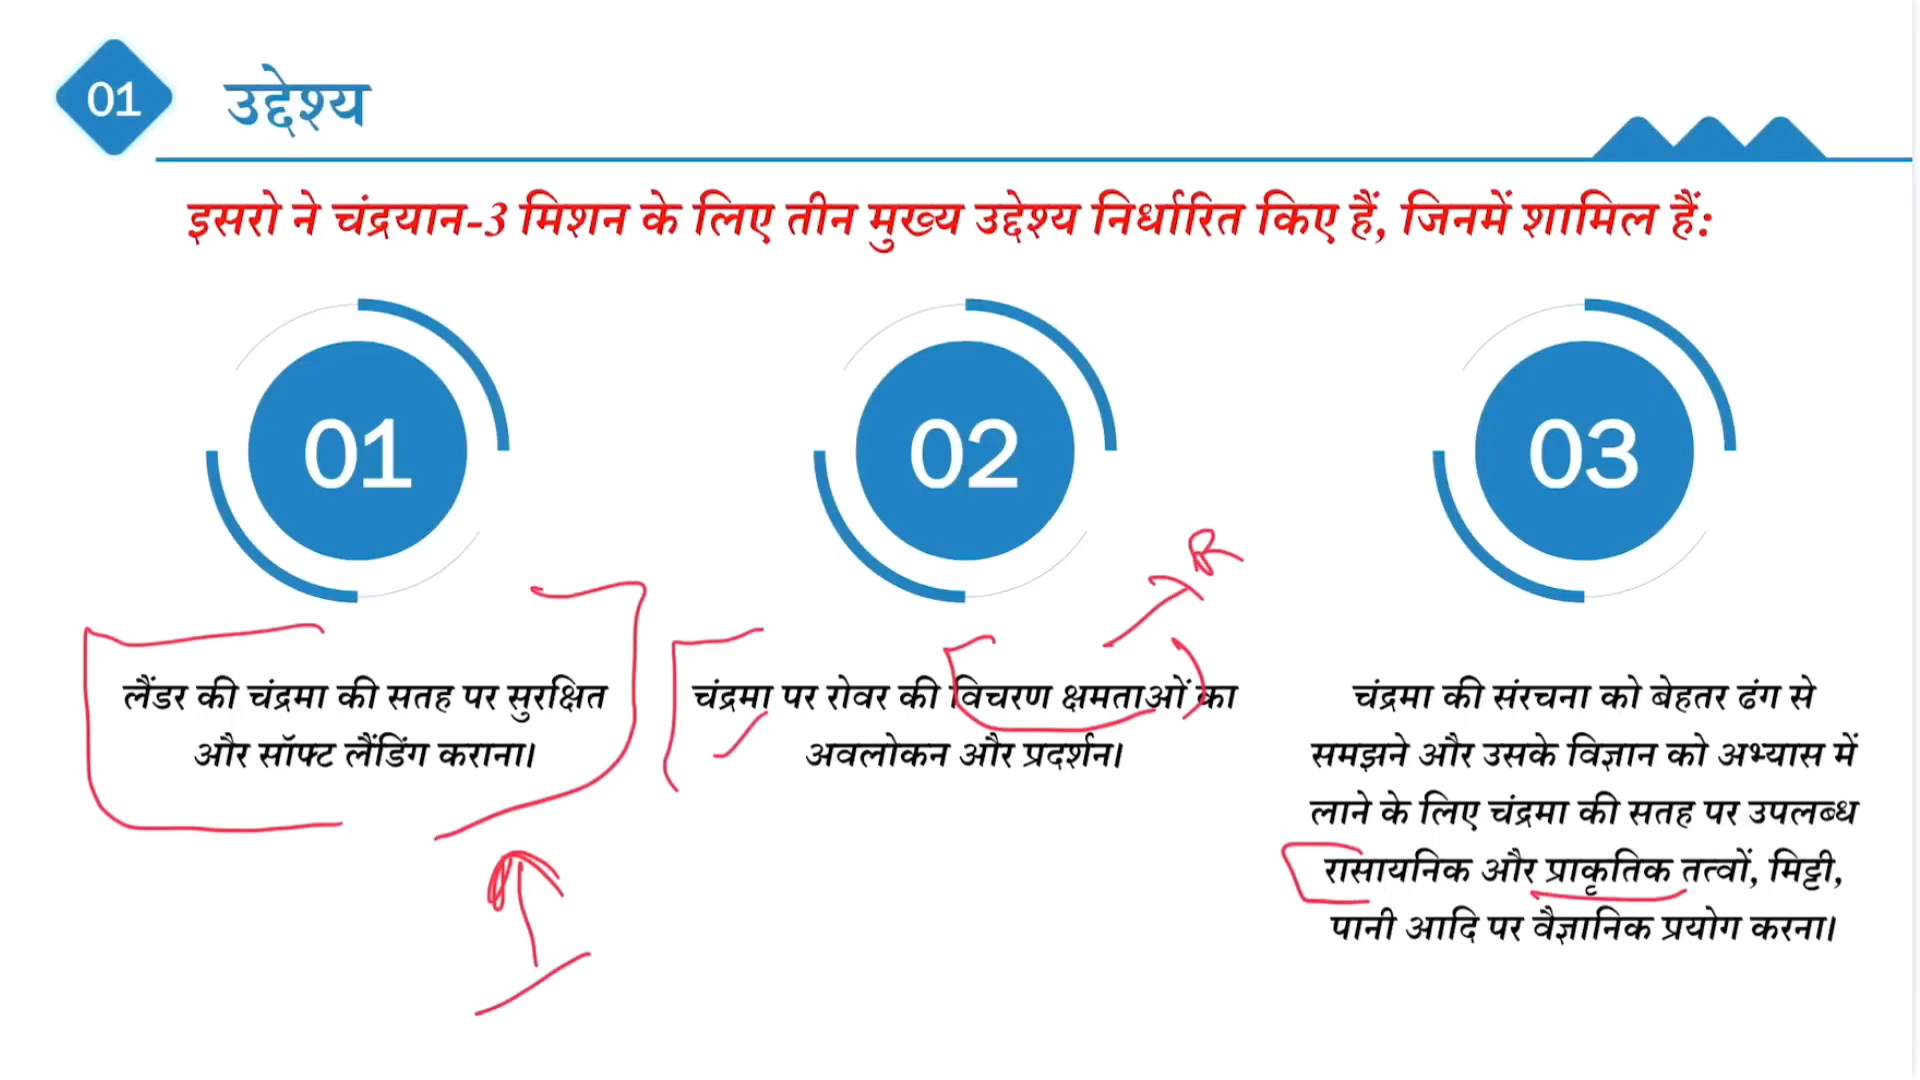 01
उद्देश्य
इसरो ने चंद्रयान-3 मिशन के लिए तीन मुख्य उद्देश्य निर्धारित किए हैं, जिनमें शामिल हैं:
01
लैंडर की चंद्रमा की सतह पर सुरक्षित
और सॉफ्ट लैंडिंग कराना।
02
R
चंद्रमा पर रोवर की विचरण क्षमताओं का
अवलोकन और प्रदर्शन।
03
चंद्रमा की संरचना को बेहतर ढंग से
समझने और उसके विज्ञान को अभ्यास में
लाने के लिए चंद्रमा की सतह पर उपलब्ध
रासायनिक और प्राकृतिक तत्वों, मिट्टी,
पानी आदि पर वैज्ञानिक प्रयोग करना।